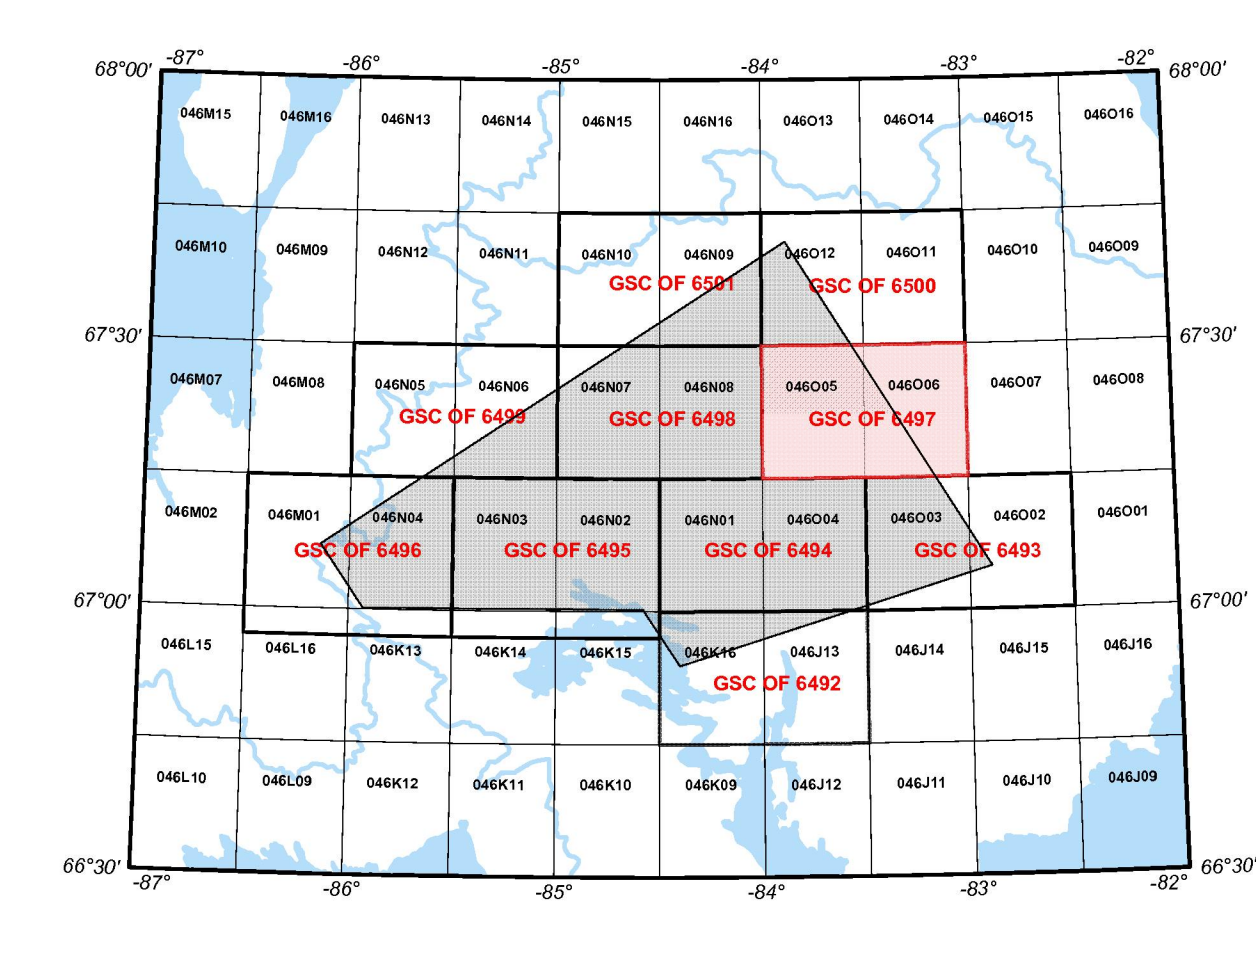 -87° -86° -85° -84° -83° -82°
68°00' 68°00'
046M15 046M16 046N13 046N14 046N15 046N16 046O13 046O14 046O15 046O16
046M10 046M09 046N12 046N11 046N10 046N09 046O12 046O11 046O10 046O09
GSC OF 6501 GSC OF 6500
67°30' 67°30'
046M07 046M08 046N05 046N06 046N07 046N08 046O05 046O06 046O07 046O08
GSC OF 6499 GSC OF 6498 GSC OF 6497
046M02 046M01 046N04 046N03 046N02 046N01 046O04 046O03 046O02 046O01
GSC OF 6496 GSC OF 6495 GSC OF 6494 GSC OF 6493
67°00' 67°00'
046L15 046L16 046K13 046K14 046K15 046K16 046J13 046J14 046J15 046J16
GSC OF 6492
046L10 046L09 046K12 046K11 046K10 046K09 046J12 046J11 046J10 046J09
66°30' 66°30'
-87° -86° -85° -84° -83° -82°